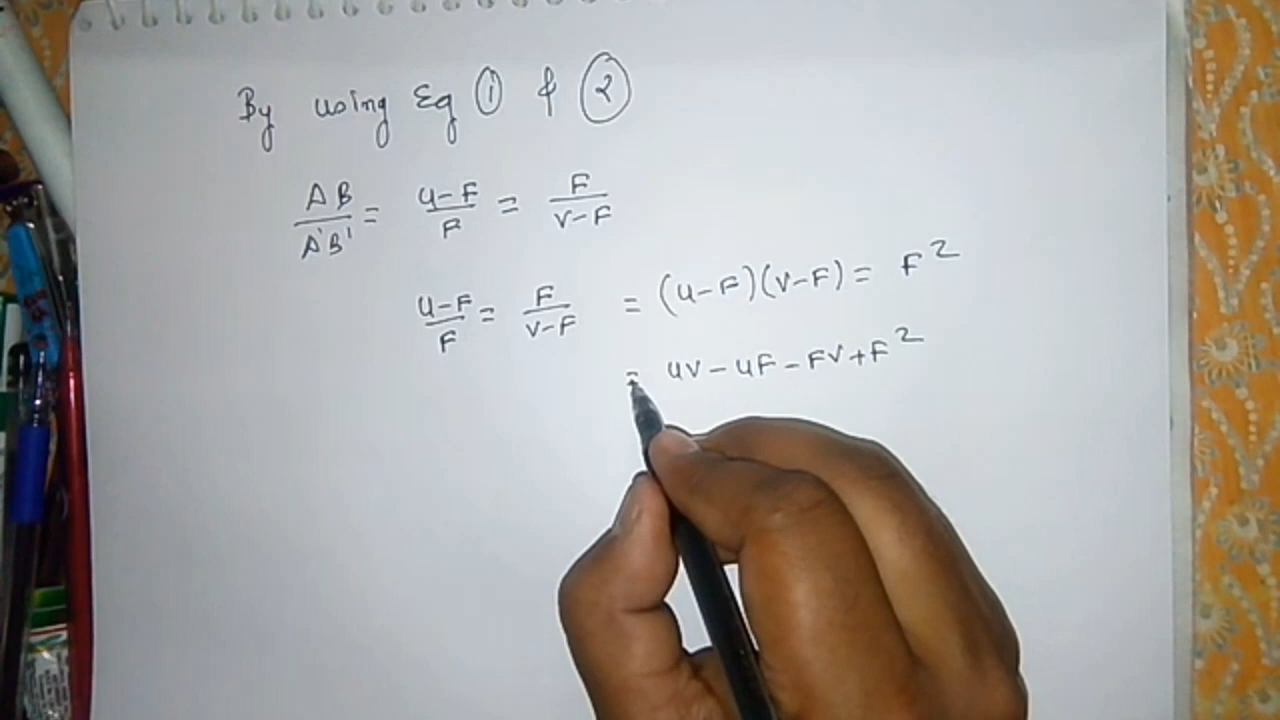 By using Eq ① & ②
AB/A'B' = u-F/F = F/v-F
u-F/F = F/v-F = (u-F)(v-F) = F²
= uv - uF - Fv + F²